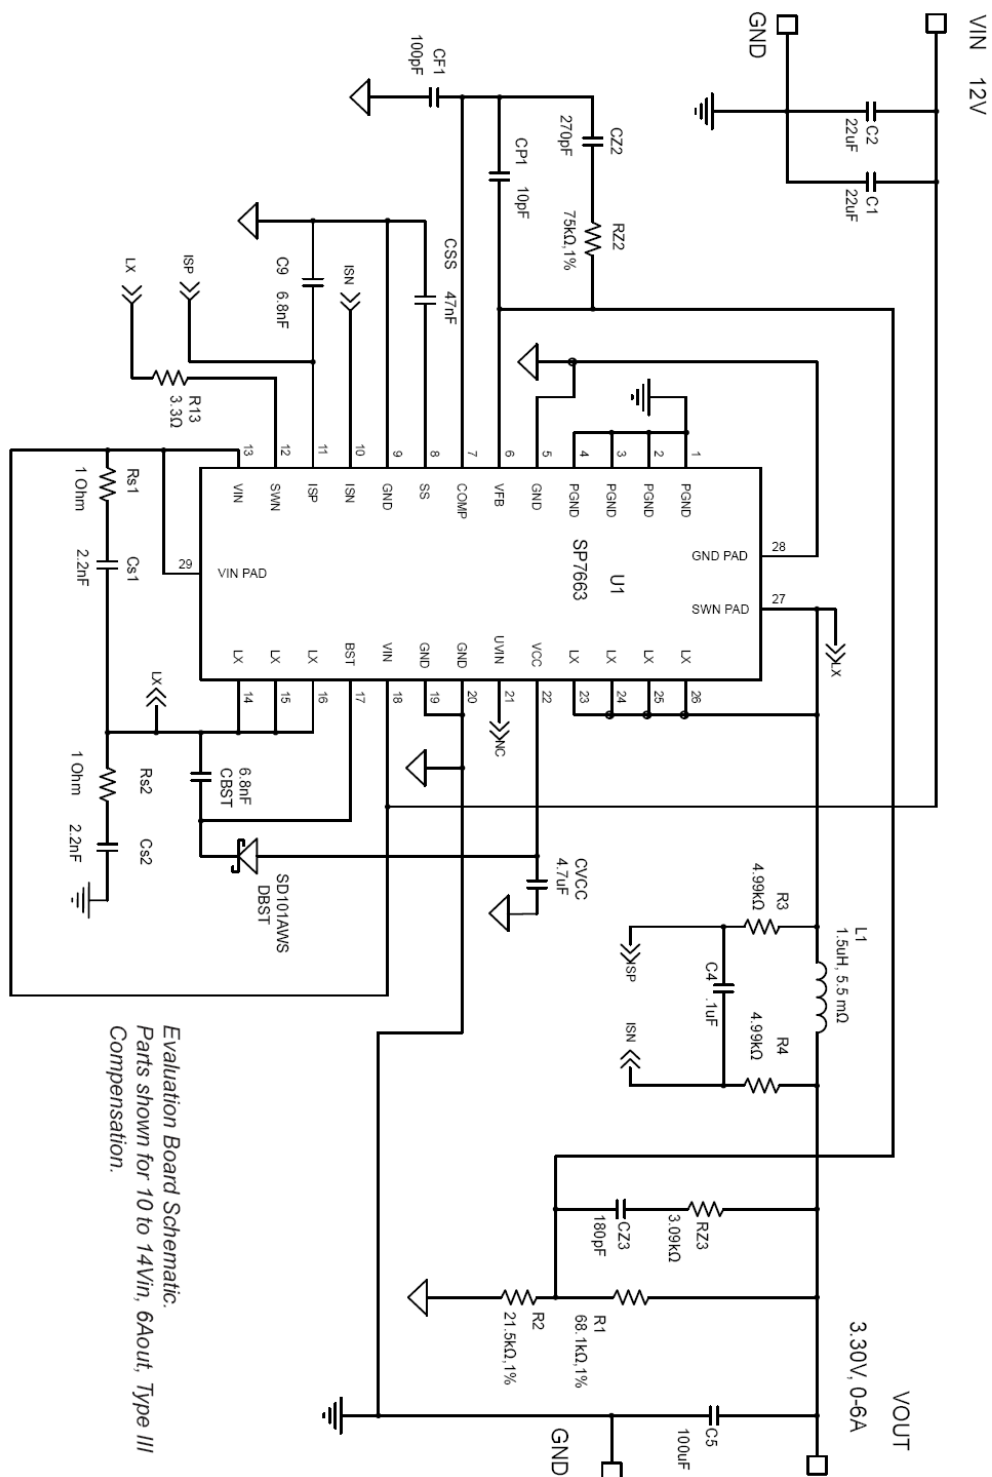 VIN 12V
GND
C2
22uF
C1
22uF
CF1
100pF
CZ2
270pF
CP1 10pF
RZ2
75kΩ,1%
CSS 47nF
C9 6.8nF
ISN
ISP
LX
R13
3.3Ω
13
12
11
10
9
8
7
6
5
4
3
2
1
VIN
SWN
ISP
ISN
GND
SS
COMP
VFB
GND
PGND
PGND
PGND
PGND
GND PAD
28
SWN PAD
27
LX
U1
SP7663
VIN PAD
29
LX
LX
LX
BST
VIN
GND
GND
UVIN
VCC
LX
LX
LX
LX
14
15
16
17
18
19
20
21
22
23
24
25
26
NC
LX
Rs1
1 Ohm
Cs1
2.2nF
Rs2
1 Ohm
Cs2
2.2nF
6.8nF
CBST
SD101AWS
DBST
CVCC
4.7uF
L1
1.5uH, 5.5 mΩ
R3
4.99kΩ
R4
4.99kΩ
C4 .1uF
ISP
ISN
RZ3
3.09kΩ
CZ3
180pF
R1
68.1kΩ,1%
R2
21.5kΩ,1%
VOUT
3.30V, 0-6A
C5
100uF
GND
Evaluation Board Schematic.
Parts shown for 10 to 14Vin, 6Aout, Type III
Compensation.